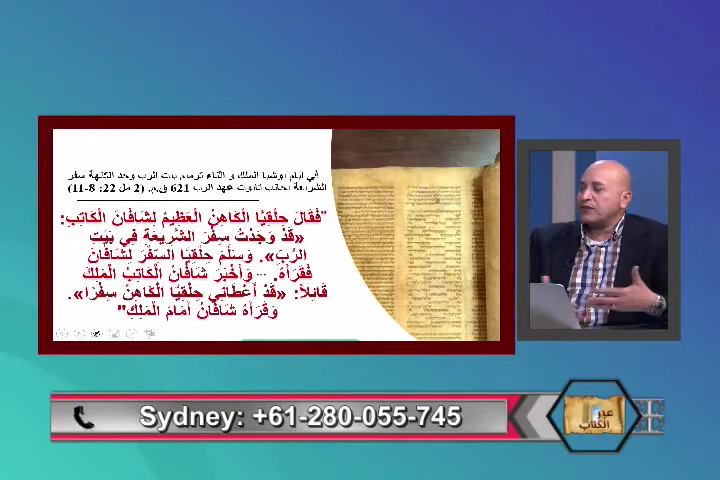 في ايام يوشيا الملك و اثناء ترميم بيت الرب وجد الكهنة سفر
الشريعة بجانب تابوت عهد الرب 621 ق.م. (2 مل 22: 8-11)
"فَقَالَ حِلْقِيَّا الْكَاهِنُ الْعَظِيمُ لِشَافَانَ الْكَاتِبِ:
«قَدْ وَجَدْتُ سِفْرَ الشَّرِيعَةِ فِي بَيْتِ
الرَّبِّ». وَسَلَّمَ حِلْقِيَّا السِّفْرَ لِشَافَانَ
فَقَرَأَهُ. ... وَأَخْبَرَ شَافَانُ الْكَاتِبُ الْمَلِكَ
قَائِلاً: «قَدْ أَعْطَانِي حِلْقِيَّا الْكَاهِنُ سِفْرًا».
وَقَرَأَهُ شَافَانُ أَمَامَ الْمَلِكِ"
Sydney: +61-280-055-745
عبر
الكتاب